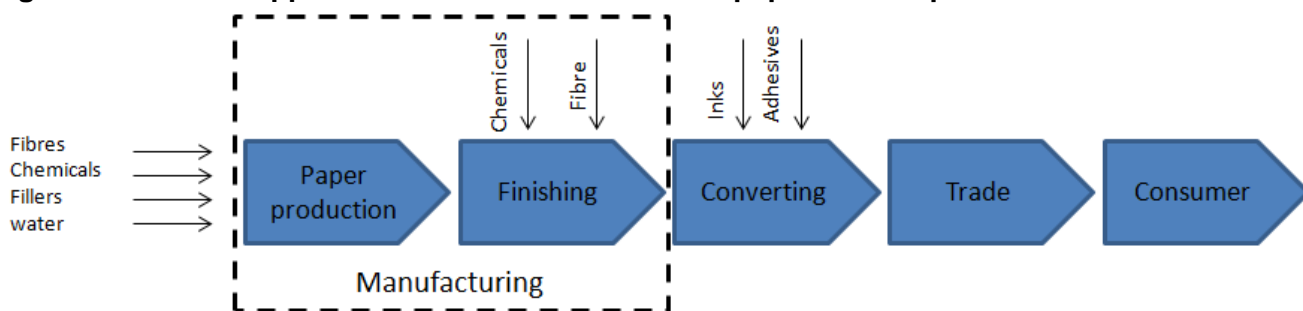 Chemicals
Fibre
Inks
Adhesives
Fibres
Chemicals
Fillers
water
Paper
production
Finishing
Converting
Trade
Consumer
Manufacturing